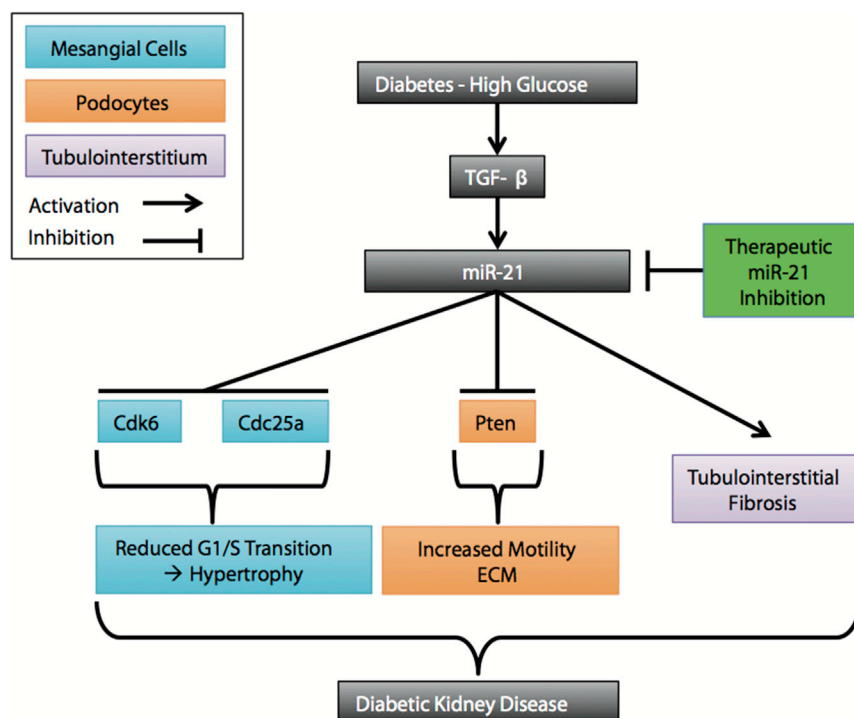 Mesangial Cells
Podocytes
Tubulointerstitium
Activation
Inhibition
Diabetes - High Glucose
TGF- β
miR-21
Therapeutic
miR-21
Inhibition
Cdk6
Cdc25a
Pten
Tubulointerstitial
Fibrosis
Reduced G1/S Transition
→ Hypertrophy
Increased Motility
ECM
Diabetic Kidney Disease